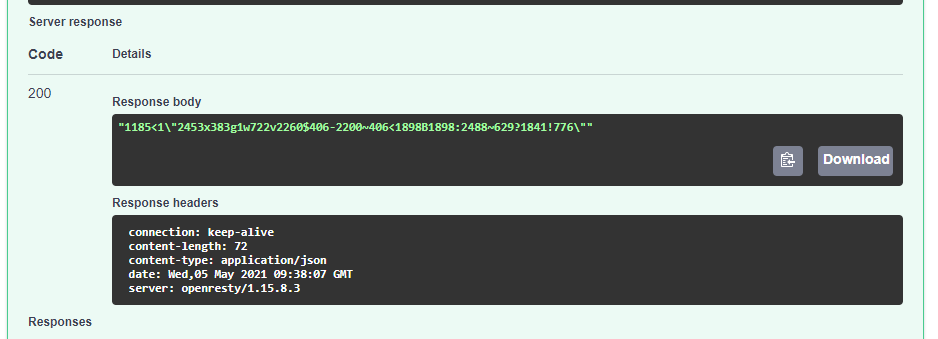 Server response
Code Details
200
Response body
"1185<1\"2453x383g1w722v2260$406-2200~406<1898B1898:2488~629?1841!776\""
Download
Response headers
connection: keep-alive
content-length: 72
content-type: application/json
date: Wed,05 May 2021 09:38:07 GMT
server: openresty/1.15.8.3
Responses